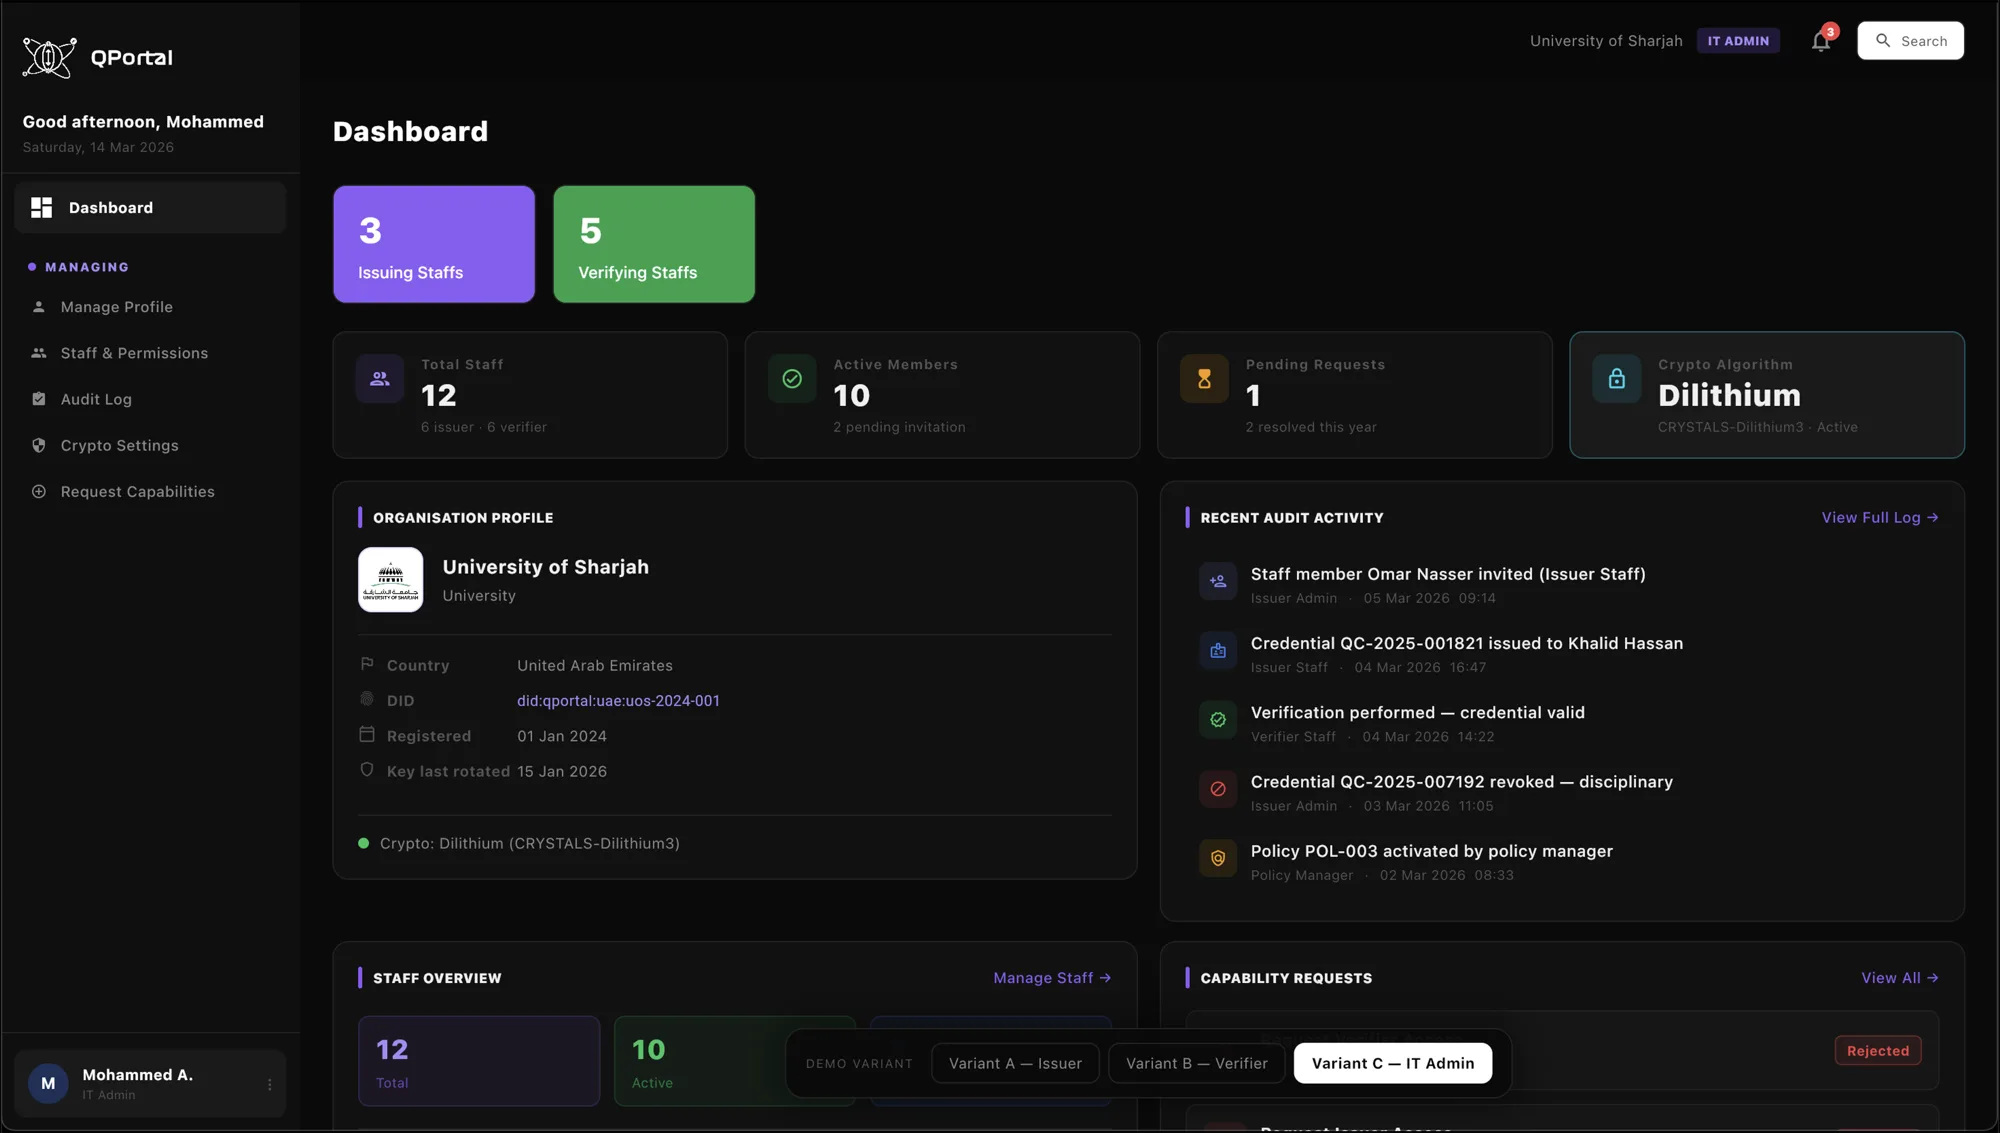 QPortal
Good afternoon, Mohammed
Saturday, 14 Mar 2026
Dashboard
MANAGING
Manage Profile
Staff & Permissions
Audit Log
Crypto Settings
Request Capabilities
M
Mohammed A.
IT Admin
University of Sharjah
IT ADMIN
3
Search
Dashboard
3
Issuing Staffs
5
Verifying Staffs
Total Staff
12
6 issuer · 6 verifier
Active Members
10
2 pending invitation
Pending Requests
1
2 resolved this year
Crypto Algorithm
Dilithium
CRYSTALS-Dilithium3 · Active
ORGANISATION PROFILE
جامعة الشارقة
UNIVERSITY OF SHARJAH
University of Sharjah
University
Country United Arab Emirates
DID did:qportal:uae:uos-2024-001
Registered 01 Jan 2024
Key last rotated 15 Jan 2026
Crypto: Dilithium (CRYSTALS-Dilithium3)
RECENT AUDIT ACTIVITY
View Full Log →
Staff member Omar Nasser invited (Issuer Staff)
Issuer Admin · 05 Mar 2026 09:14
Credential QC-2025-001821 issued to Khalid Hassan
Issuer Staff · 04 Mar 2026 16:47
Verification performed — credential valid
Verifier Staff · 04 Mar 2026 14:22
Credential QC-2025-007192 revoked — disciplinary
Issuer Admin · 03 Mar 2026 11:05
Policy POL-003 activated by policy manager
Policy Manager · 02 Mar 2026 08:33
STAFF OVERVIEW
Manage Staff →
12
Total
10
Active
CAPABILITY REQUESTS
View All →
Rejected
DEMO VARIANT
Variant A — Issuer
Variant B — Verifier
Variant C — IT Admin
Request Issuer Access